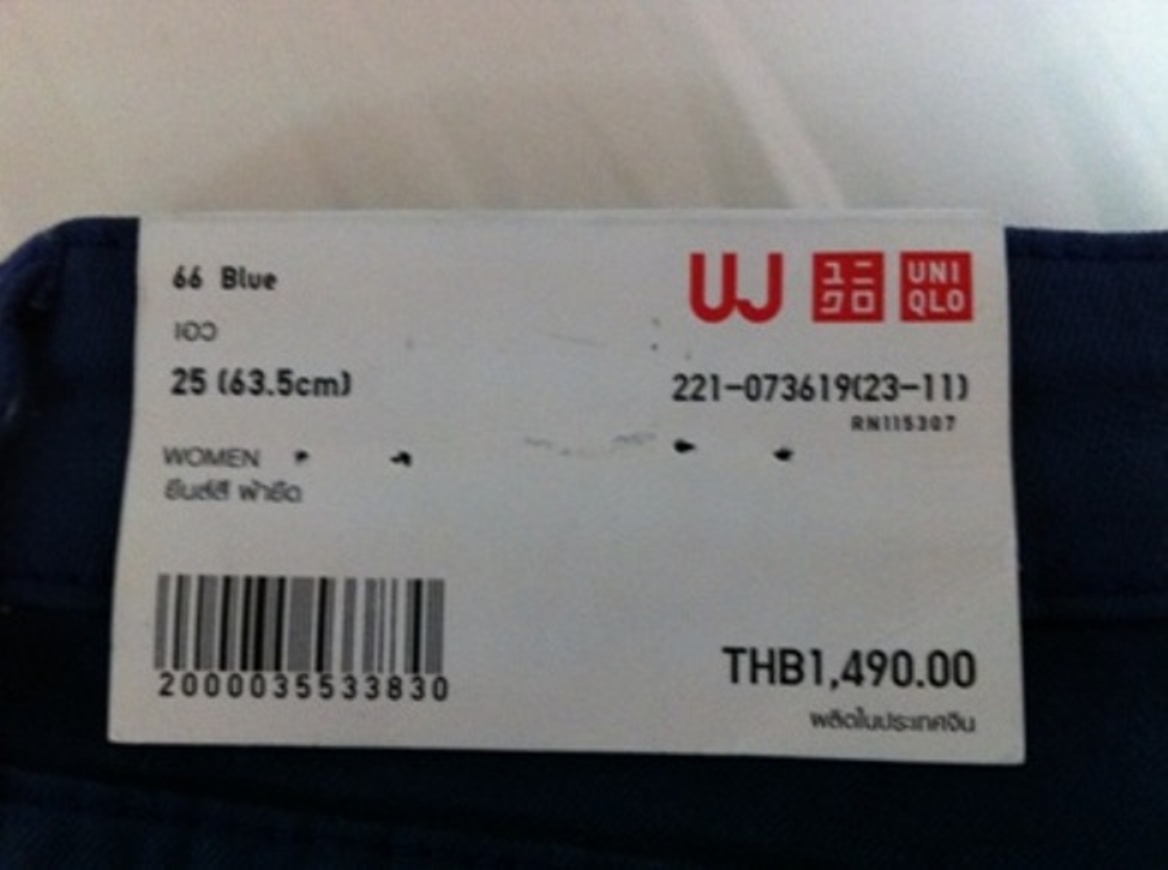 66 Blue
UJ ユニクロ UNIQLO
เอว
25 (63.5cm)
221-073619(23-11)
RN115307
WOMEN
ยีนส์สี ผ้ายืด
2000035533830
THB1,490.00
ผลิตในประเทศจีน